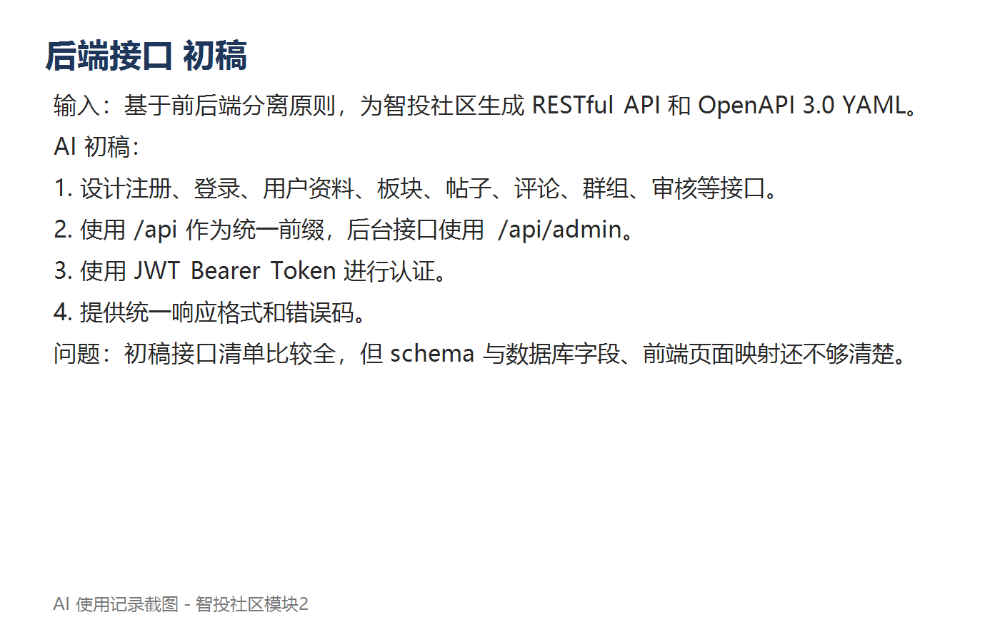 后端接口 初稿
输入：基于前后端分离原则，为智投社区生成 RESTful API 和 OpenAPI 3.0 YAML。
AI 初稿：
1. 设计注册、登录、用户资料、板块、帖子、评论、群组、审核等接口。
2. 使用 /api 作为统一前缀，后台接口使用 /api/admin。
3. 使用 JWT Bearer Token 进行认证。
4. 提供统一响应格式和错误码。
问题：初稿接口清单比较全，但 schema 与数据库字段、前端页面映射还不够清楚。
AI 使用记录截图 - 智投社区模块2